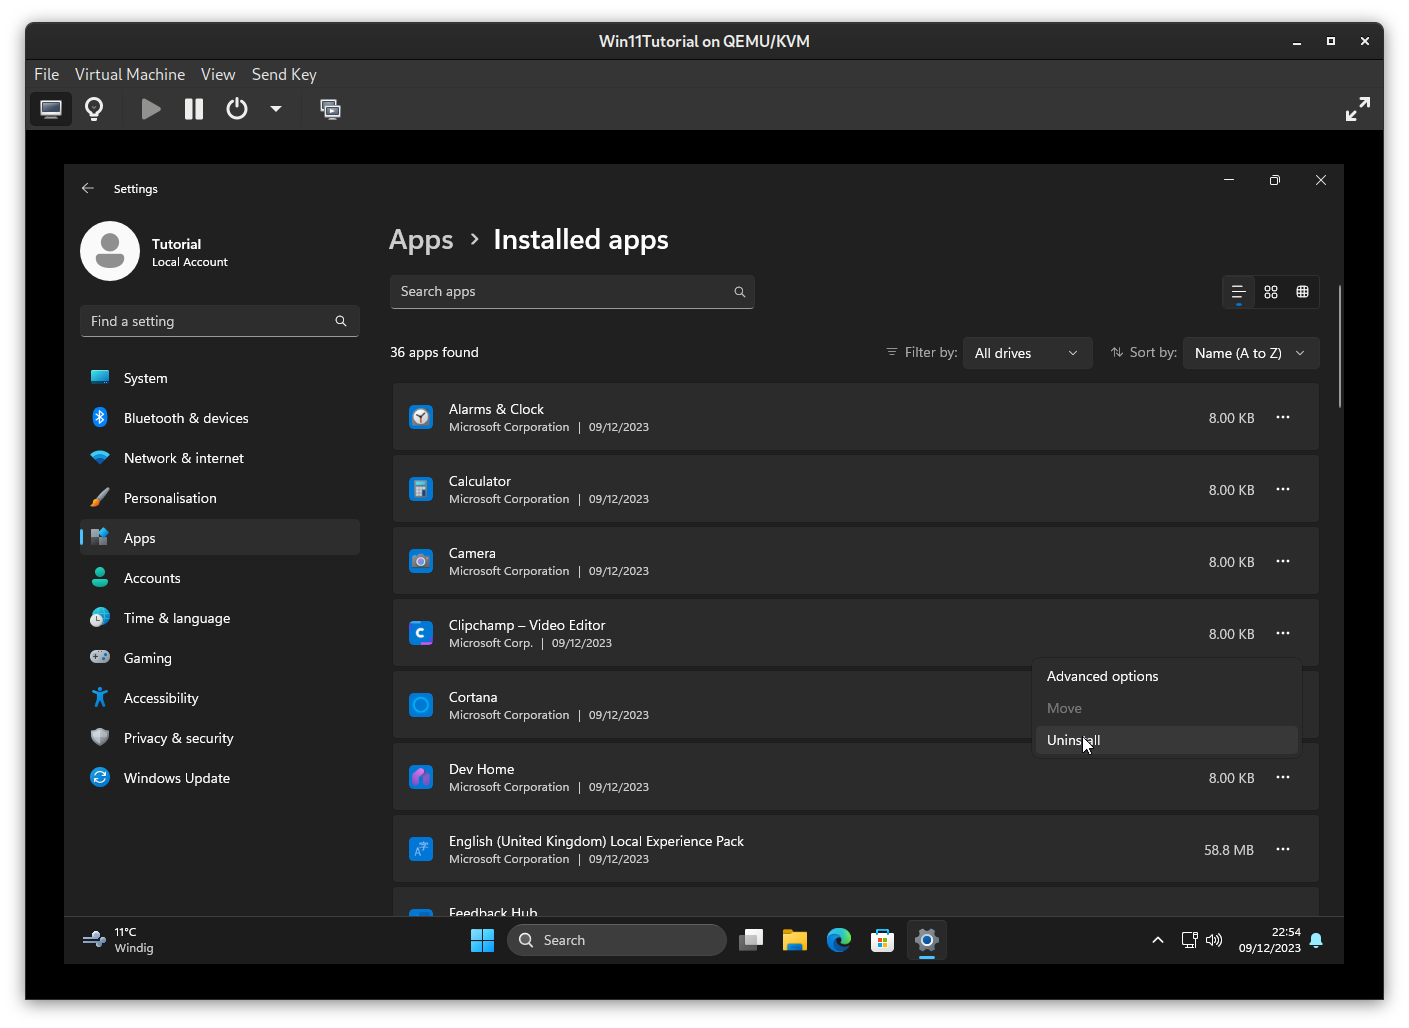 Win11Tutorial on QEMU/KVM
File Virtual Machine View Send Key
Settings
Tutorial
Local Account
Find a setting
System
Bluetooth & devices
Network & internet
Personalisation
Apps
Accounts
Time & language
Gaming
Accessibility
Privacy & security
Windows Update
Apps > Installed apps
Search apps
36 apps found
Filter by: All drives
Sort by: Name (A to Z)
Alarms & Clock
Microsoft Corporation | 09/12/2023
8.00 KB
Calculator
Microsoft Corporation | 09/12/2023
8.00 KB
Camera
Microsoft Corporation | 09/12/2023
8.00 KB
Clipchamp – Video Editor
Microsoft Corp. | 09/12/2023
8.00 KB
Advanced options
Move
Uninstall
Cortana
Microsoft Corporation | 09/12/2023
Dev Home
Microsoft Corporation | 09/12/2023
8.00 KB
English (United Kingdom) Local Experience Pack
Microsoft Corporation | 09/12/2023
58.8 MB
Feedback Hub
11°C
Windig
Search
22:54
09/12/2023